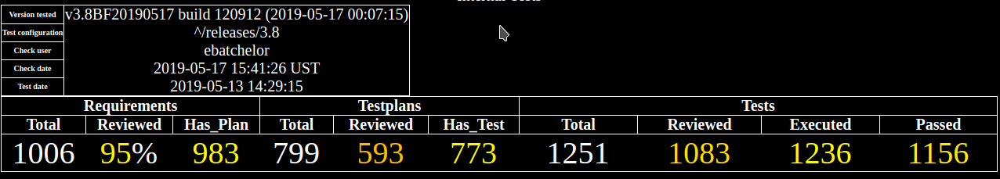 Internal Tests
Version tested v3.8BF20190517 build 120912 (2019-05-17 00:07:15)
Test configuration ^/releases/3.8
Check user ebatchelor
Check date 2019-05-17 15:41:26 UST
Test date 2019-05-13 14:29:15
Requirements Testplans Tests
Total Reviewed Has_Plan Total Reviewed Has_Test Total Reviewed Executed Passed
1006 95% 983 799 593 773 1251 1083 1236 1156